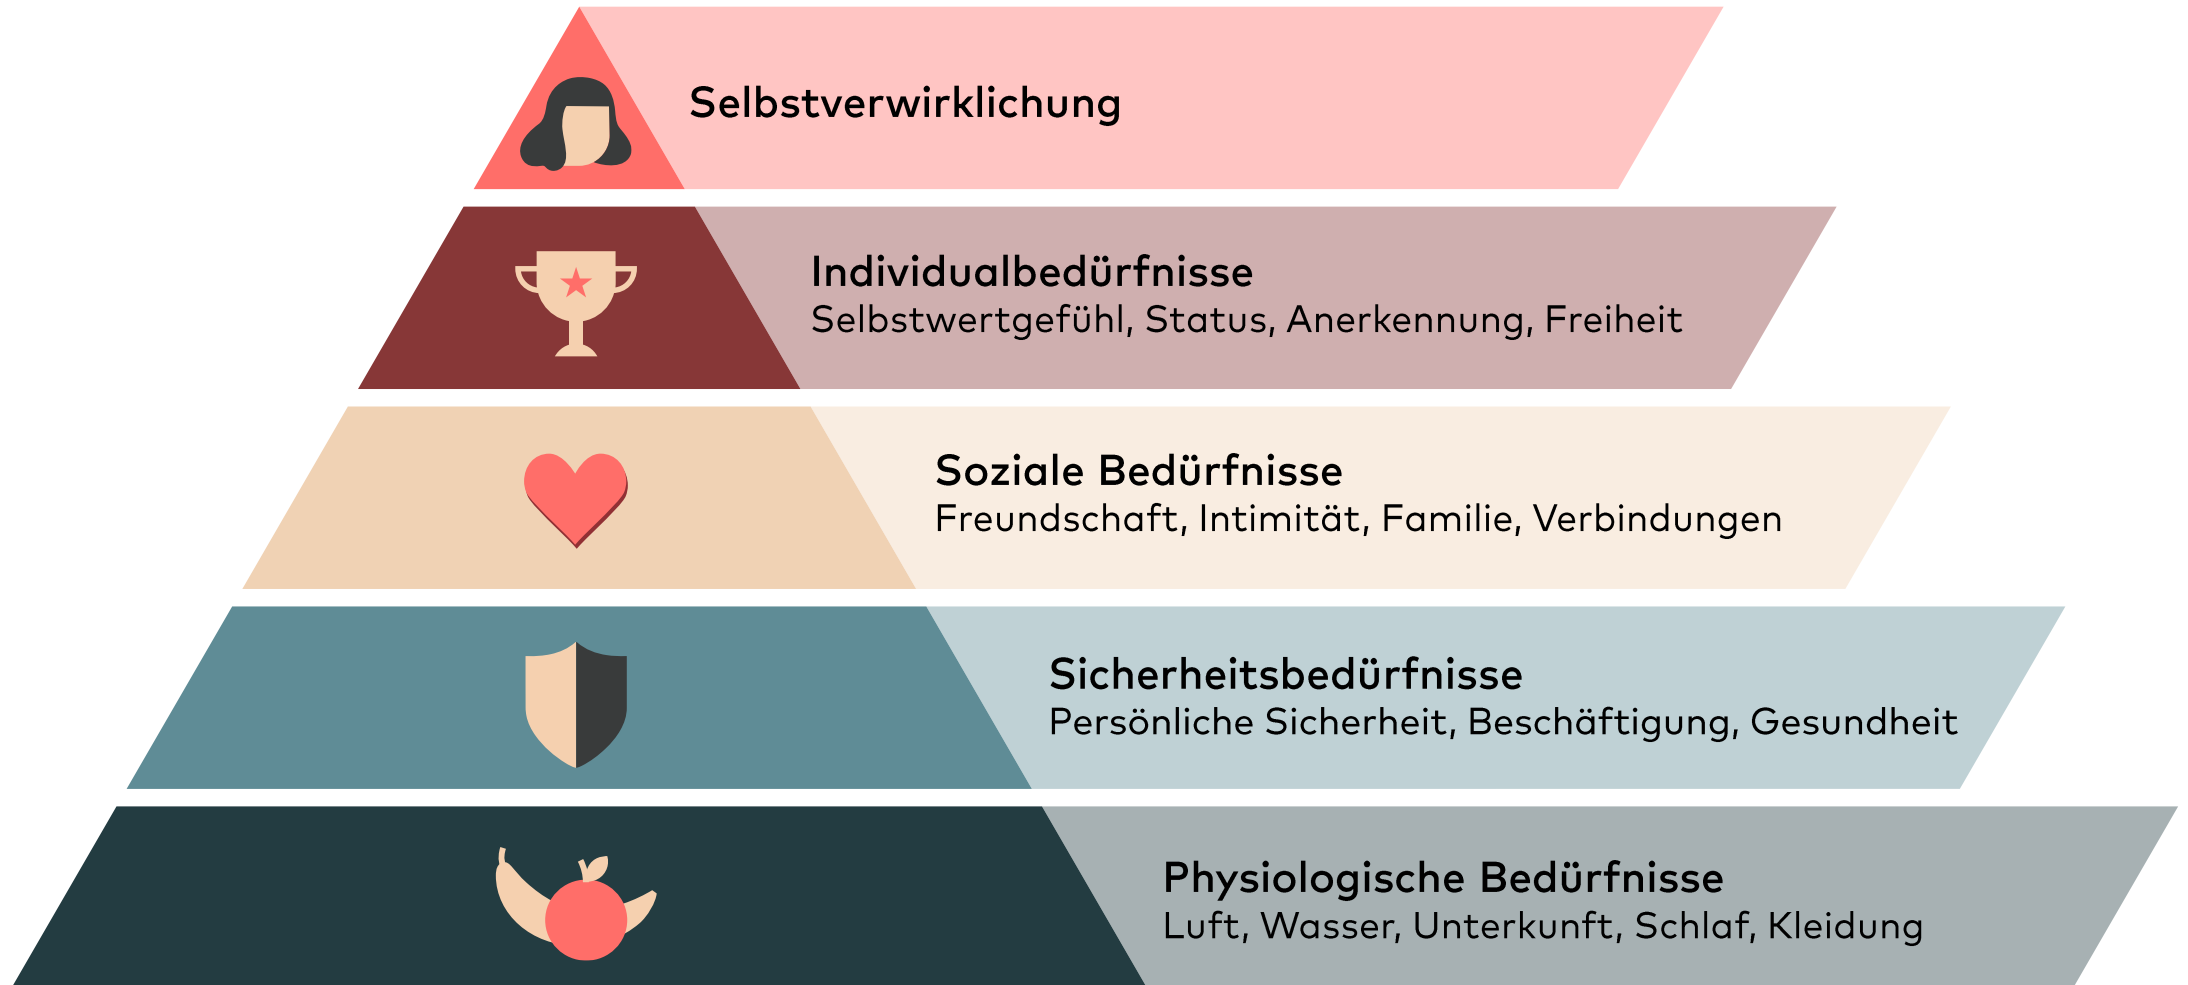 Selbstverwirklichung
Individualbedürfnisse
Selbstwertgefühl, Status, Anerkennung, Freiheit
Soziale Bedürfnisse
Freundschaft, Intimität, Familie, Verbindungen
Sicherheitsbedürfnisse
Persönliche Sicherheit, Beschäftigung, Gesundheit
Physiologische Bedürfnisse
Luft, Wasser, Unterkunft, Schlaf, Kleidung